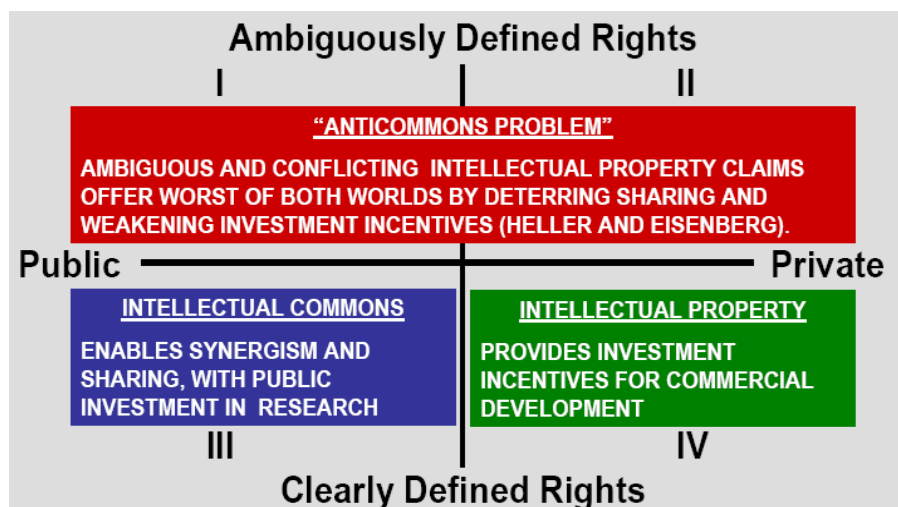 Ambiguously Defined Rights
I II
“ANTICOMMONS PROBLEM”
AMBIGUOUS AND CONFLICTING INTELLECTUAL PROPERTY CLAIMS
OFFER WORST OF BOTH WORLDS BY DETERRING SHARING AND
WEAKENING INVESTMENT INCENTIVES (HELLER AND EISENBERG).
Public Private
INTELLECTUAL COMMONS
ENABLES SYNERGISM AND
SHARING, WITH PUBLIC
INVESTMENT IN RESEARCH
INTELLECTUAL PROPERTY
PROVIDES INVESTMENT
INCENTIVES FOR COMMERCIAL
DEVELOPMENT
III IV
Clearly Defined Rights